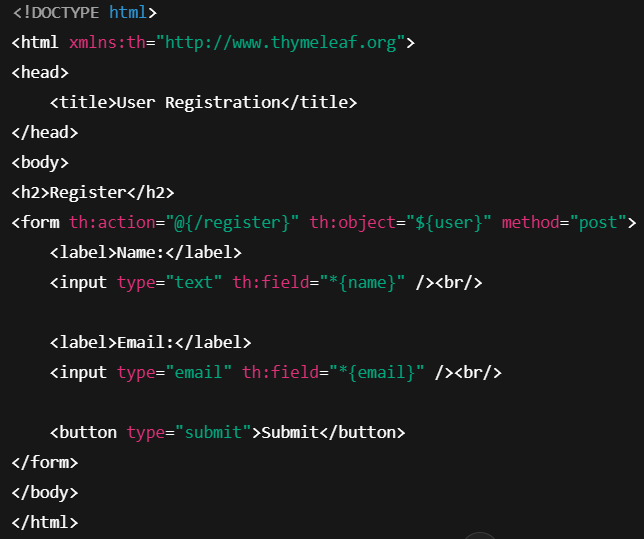 <!DOCTYPE html>
<html xmlns:th="http://www.thymeleaf.org">
<head>
    <title>User Registration</title>
</head>
<body>
<h2>Register</h2>
<form th:action="@{/register}" th:object="${user}" method="post">
    <label>Name:</label>
    <input type="text" th:field="*{name}" /><br/>

    <label>Email:</label>
    <input type="email" th:field="*{email}" /><br/>

    <button type="submit">Submit</button>
</form>
</body>
</html>